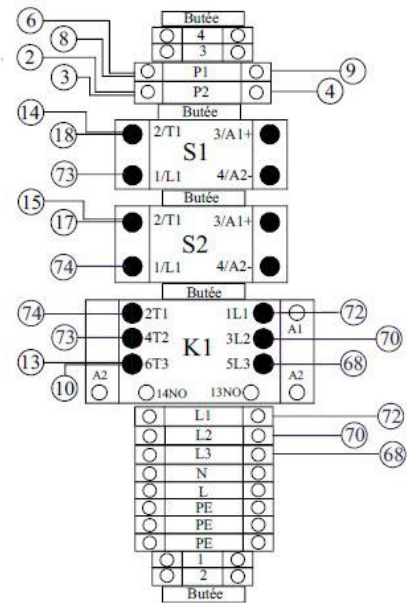 Butée
6 4
8 3
2 P1 9
3 P2 4
Butée
14 2/T1 3/A1+
18 S1
73 1/L1 4/A2-
Butée
15 2/T1 3/A1+
17 S2
74 1/L1 4/A2-
Butée
74 2T1 1L1 72
A1
73 4T2 K1 3L2 70
13 6T3 5L3 68
10 A2 14NO 13NO A2
L1 72
L2 70
L3 68
N
L
PE
PE
PE
1
2
Butée